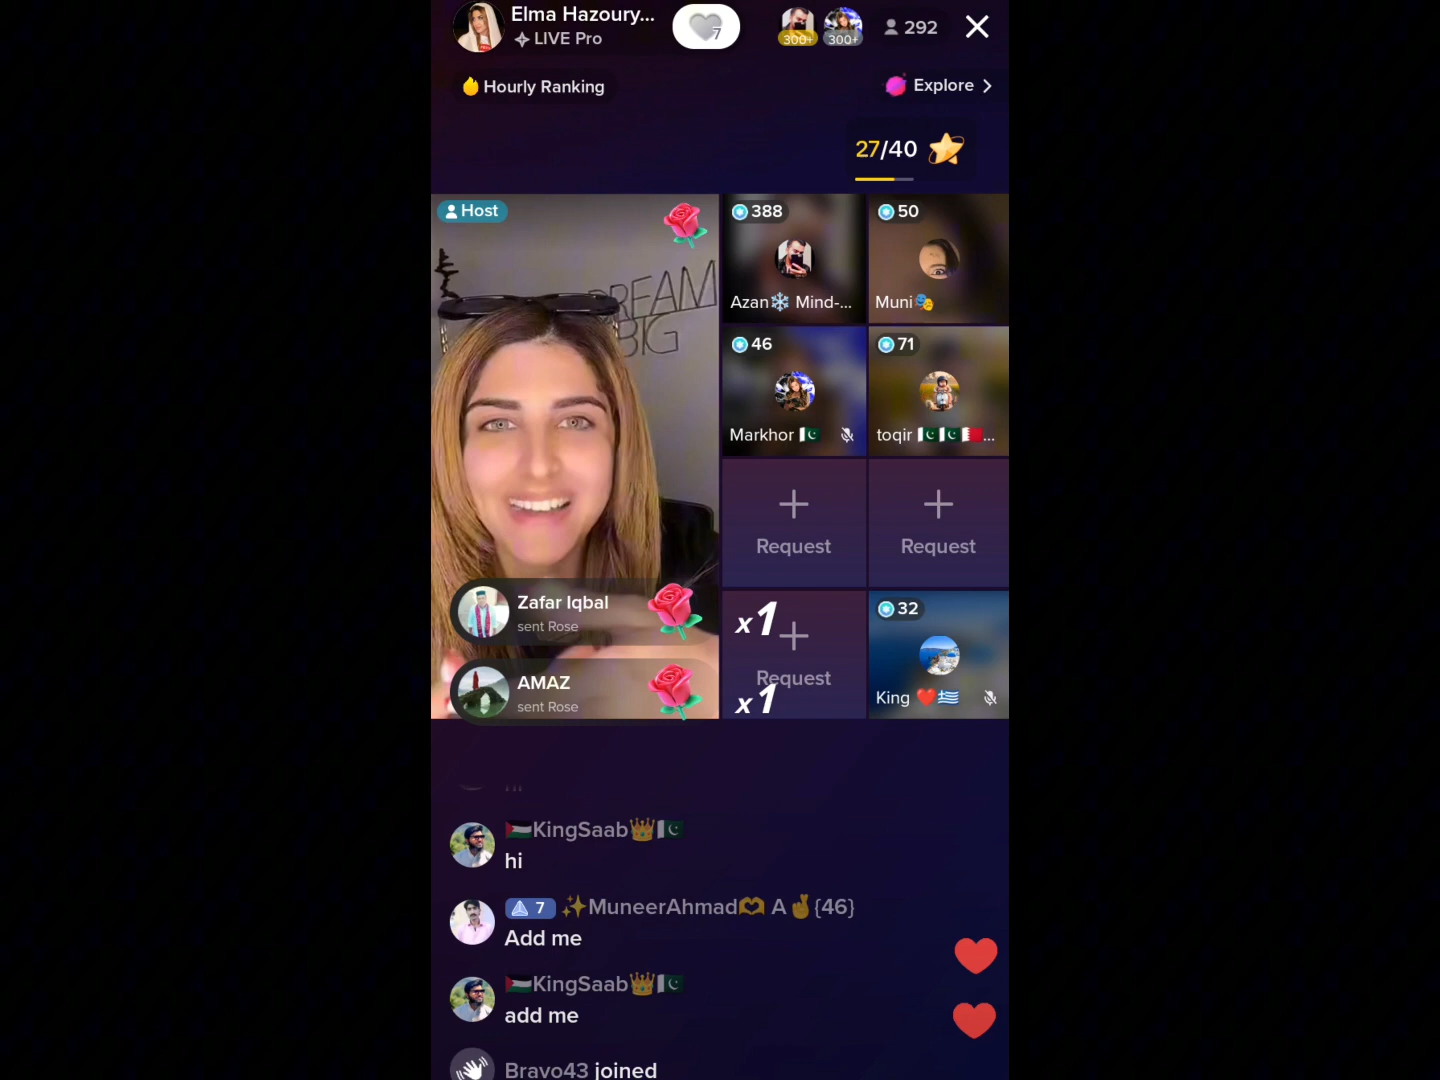 Elma Hazoury...
LIVE Pro
7
300+
300+
292
Hourly Ranking
Explore
27/40
Host
DREAM
BIG
388
Azan❄️ Mind-...
50
Muni🎭
46
Markhor 🇵🇰
71
toqir 🇵🇰🇵🇰🇧🇭...
Request
Request
Zafar Iqbal
sent Rose
x1
Request
AMAZ
sent Rose
x1
32
King ❤️🇬🇷
🇵🇸KingSaab👑🇵🇰
hi
7 ✨MuneerAhmad🫶 A🤞{46}
Add me
🇵🇸KingSaab👑🇵🇰
add me
Bravo43 joined